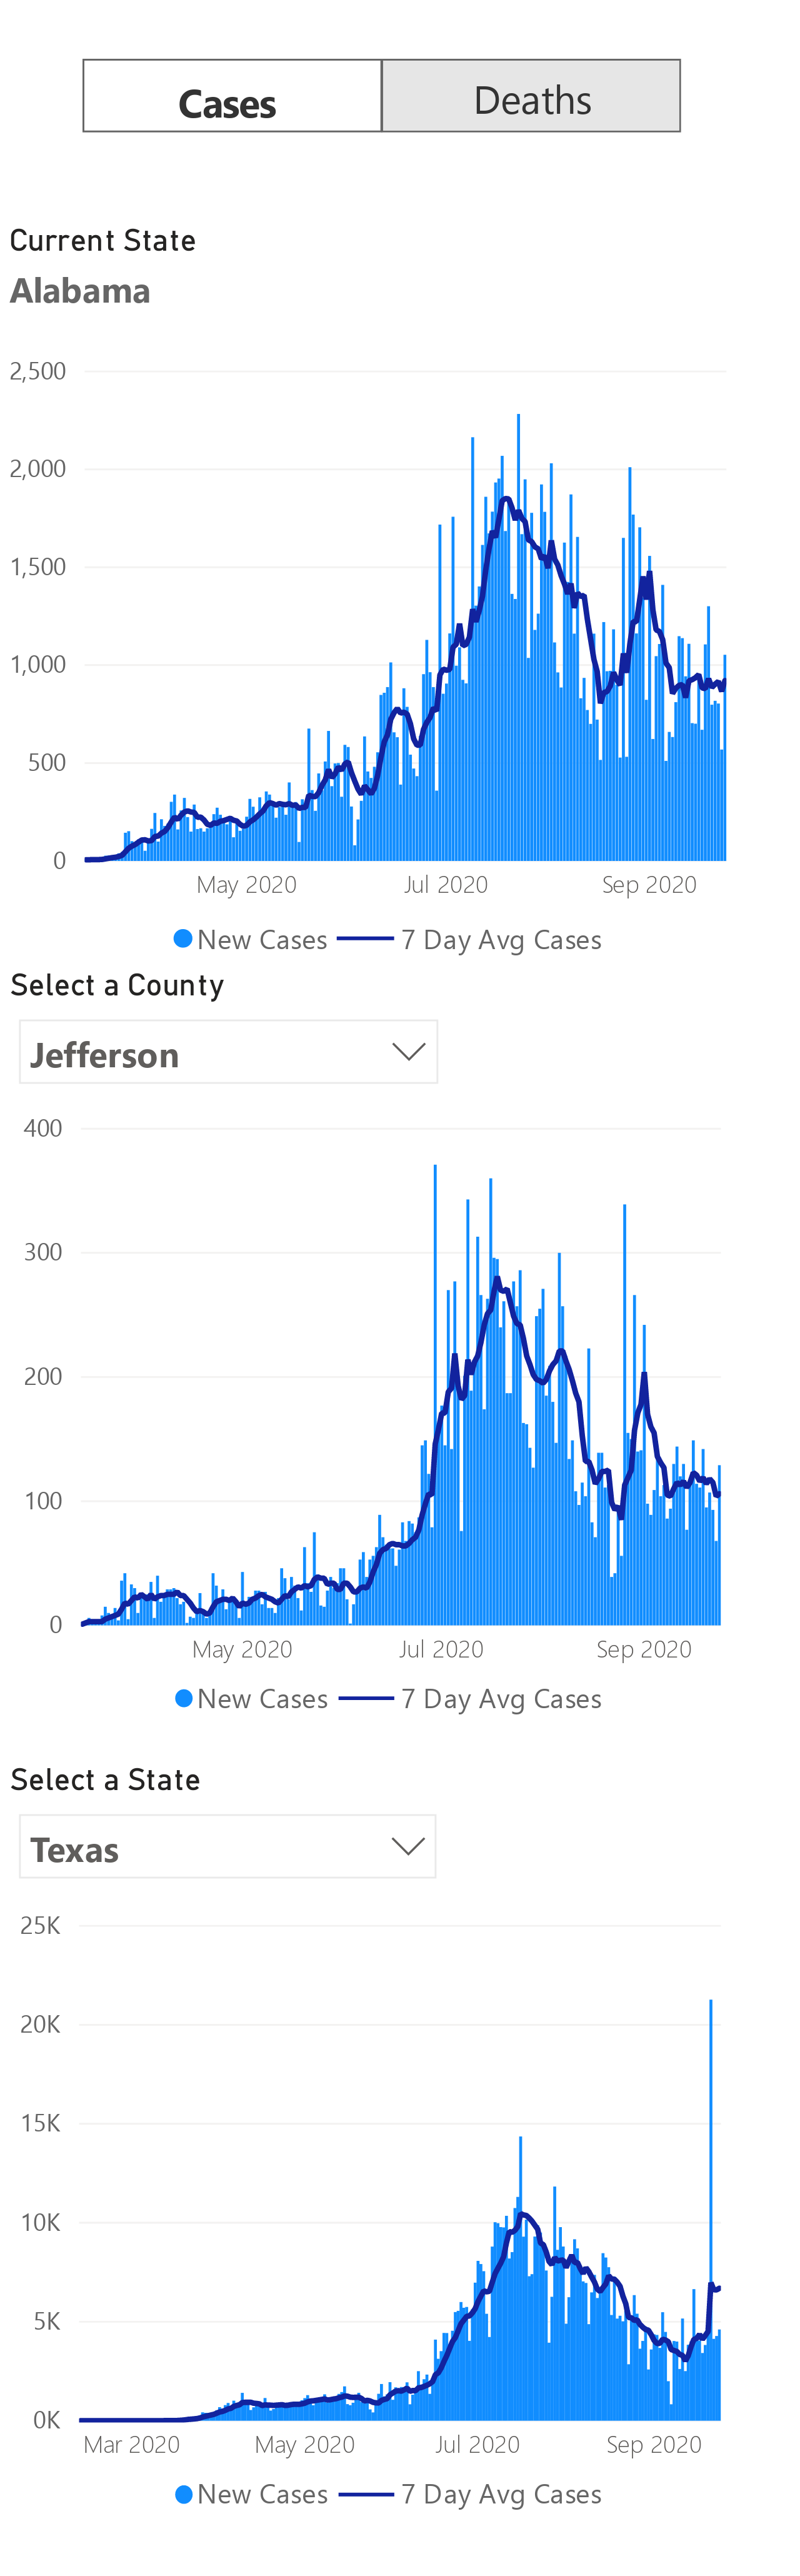 Cases Deaths
Current State
Alabama
2,500
2,000
1,500
1,000
500
0
May 2020 Jul 2020 Sep 2020
New Cases 7 Day Avg Cases
Select a County
Jefferson
400
300
200
100
0
May 2020 Jul 2020 Sep 2020
New Cases 7 Day Avg Cases
Select a State
Texas
25K
20K
15K
10K
5K
0K
Mar 2020 May 2020 Jul 2020 Sep 2020
New Cases 7 Day Avg Cases